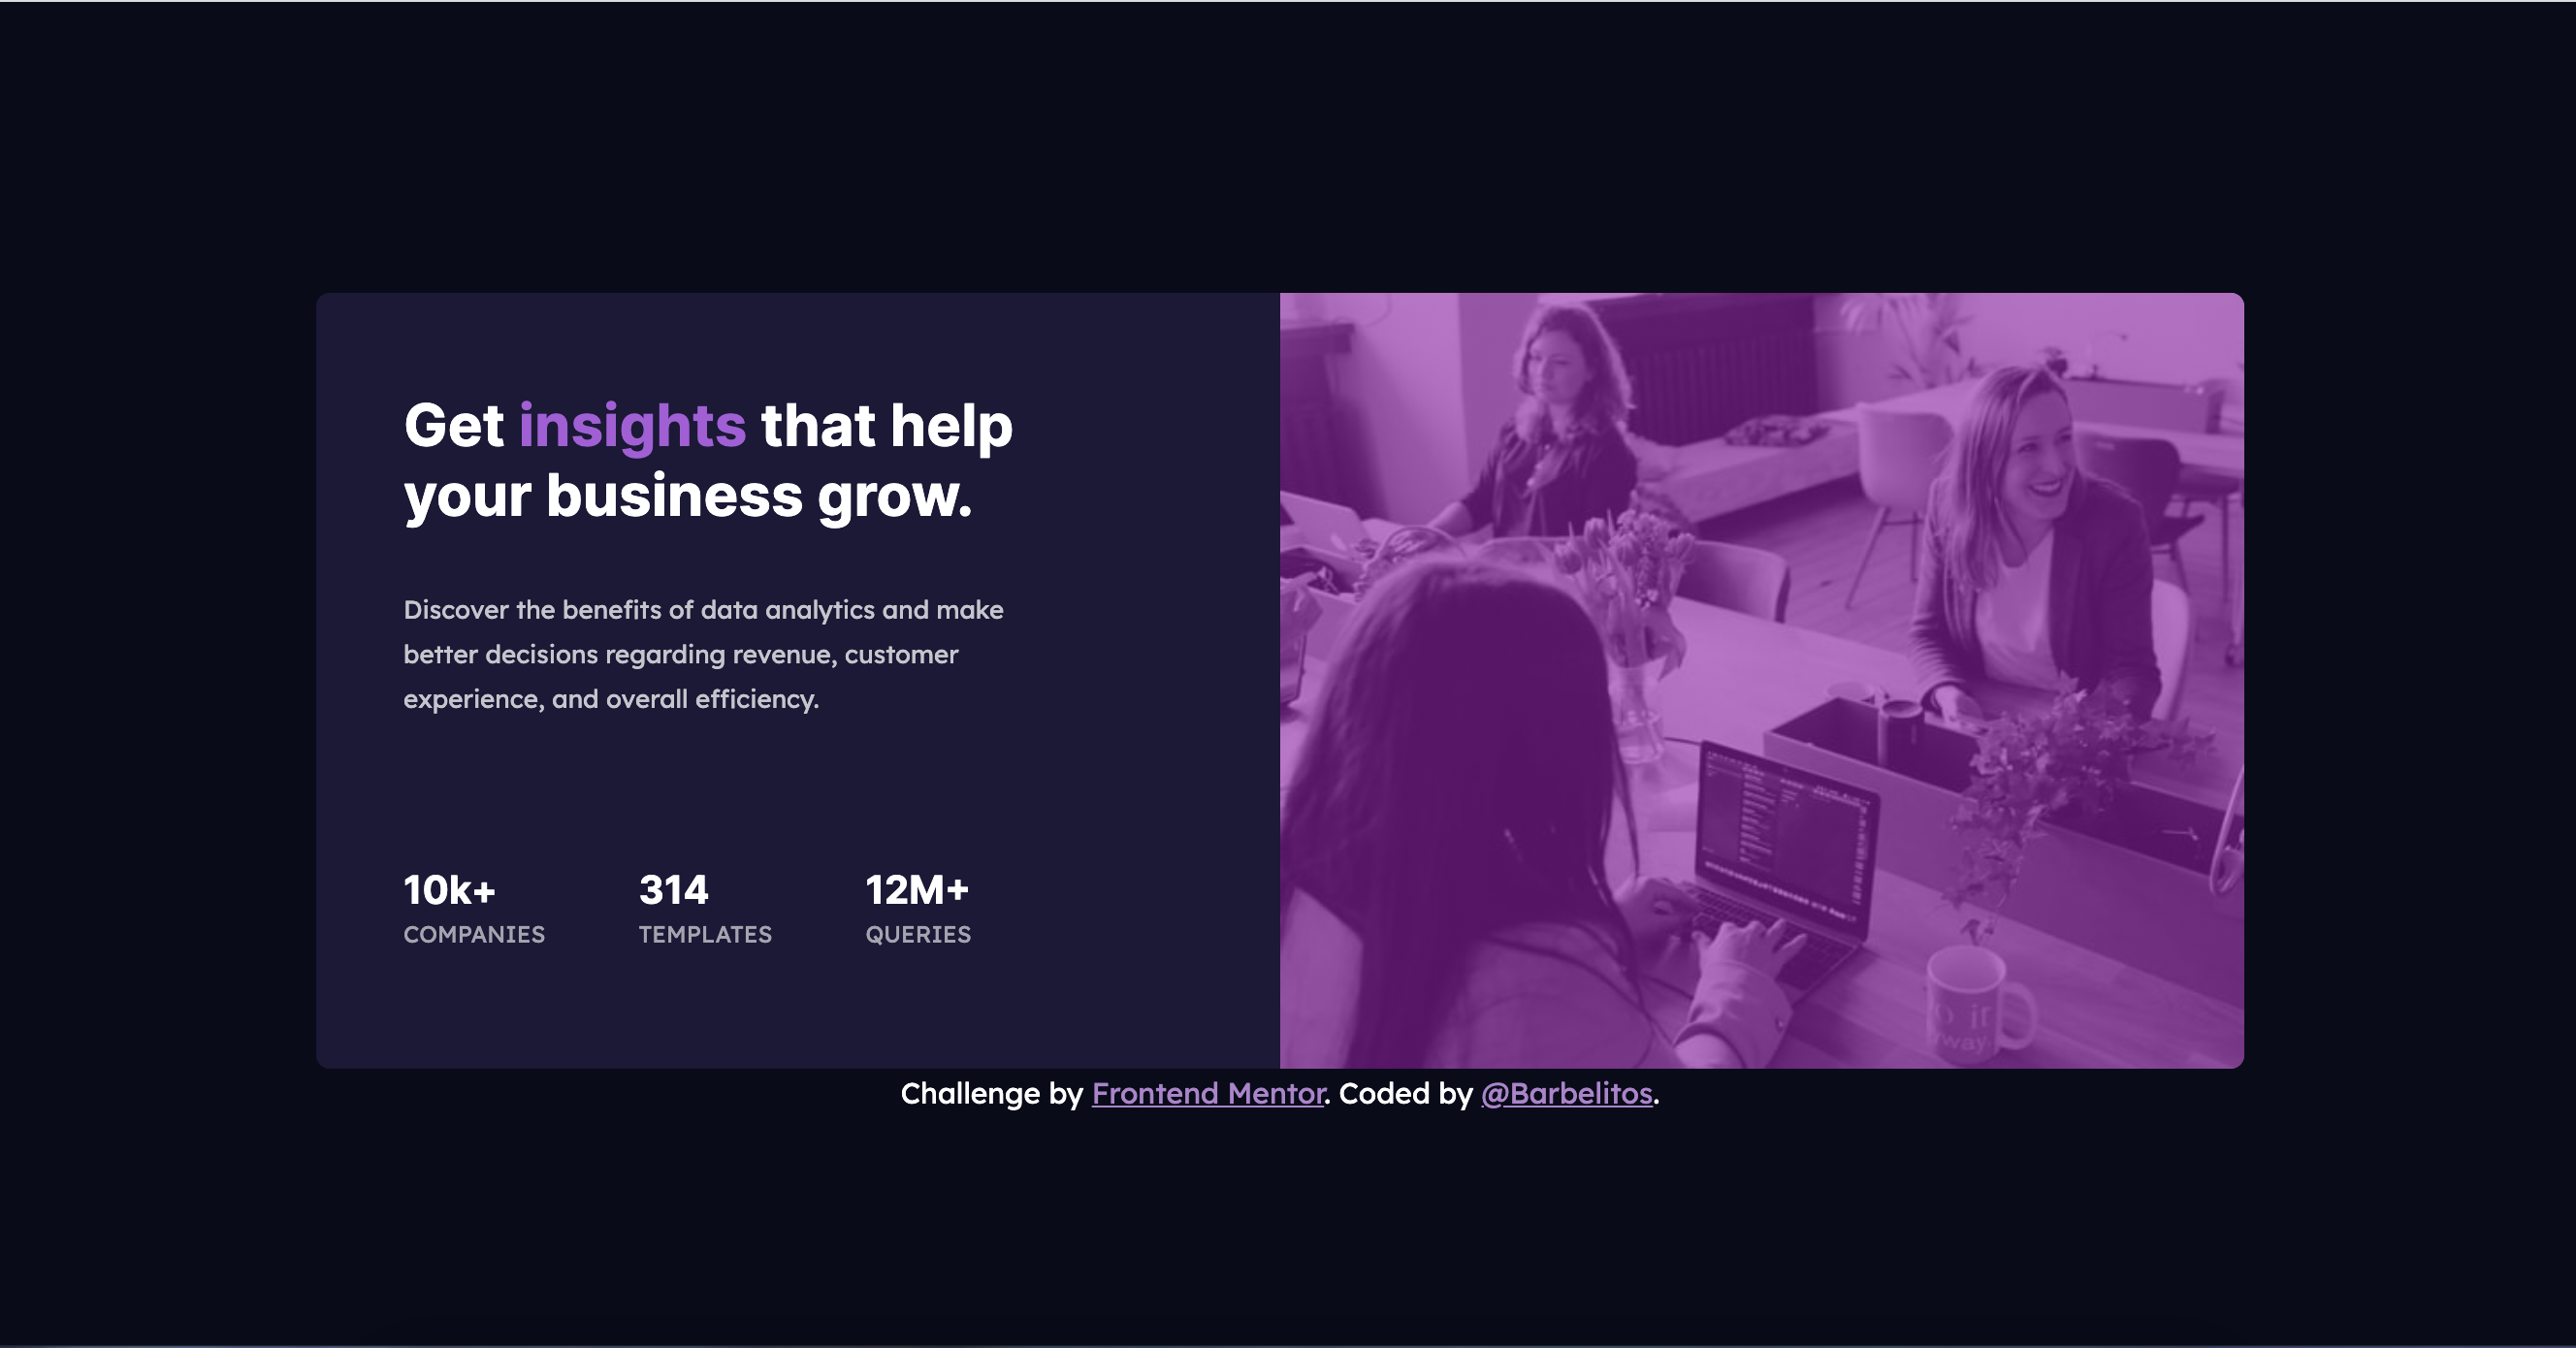 Get insights that help
your business grow.
Discover the benefits of data analytics and make
better decisions regarding revenue, customer
experience, and overall efficiency.
10k+
COMPANIES
314
TEMPLATES
12M+
QUERIES
Challenge by Frontend Mentor. Coded by @Barbelitos.